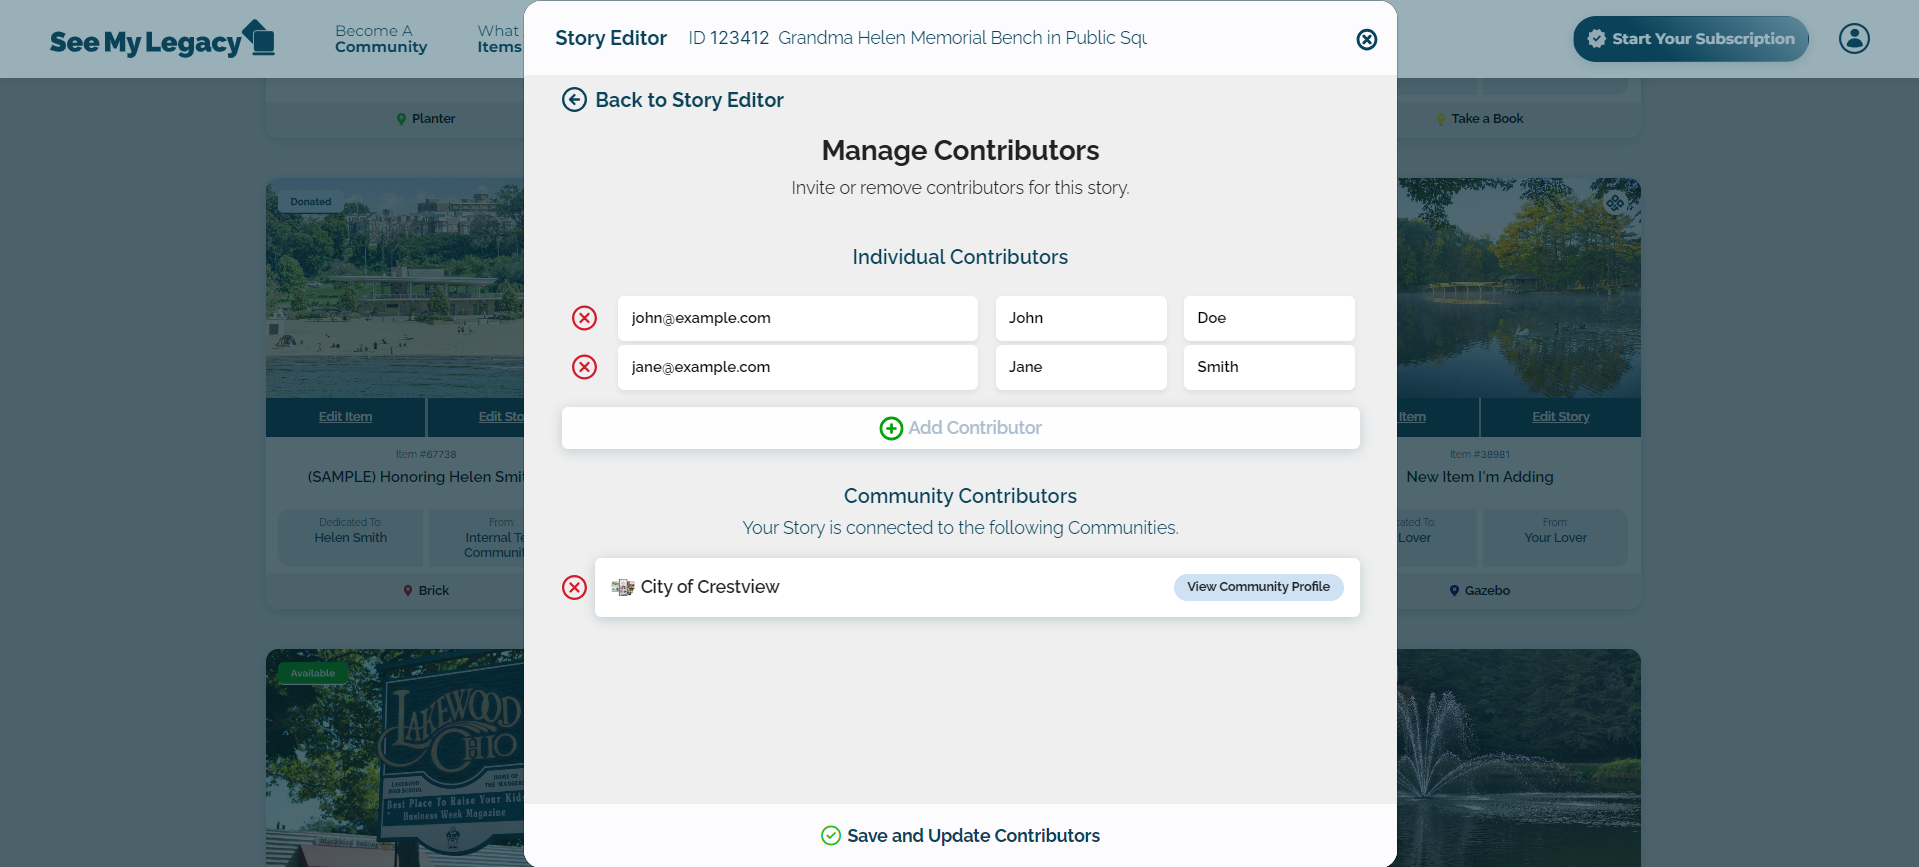 See My Legacy
Become A
Community
What
Items
Start Your Subscription
Story Editor ID 123412 Grandma Helen Memorial Bench in Public Squ
Back to Story Editor
Manage Contributors
Invite or remove contributors for this story.
Individual Contributors
john@example.com John Doe
jane@example.com Jane Smith
Add Contributor
Community Contributors
Your Story is connected to the following Communities.
City of Crestview View Community Profile
Save and Update Contributors
Planter
Donated
Edit Item Edit Sto
Item #67738
(SAMPLE) Honoring Helen Smi
Dedicated To:
Helen Smith
From:
Internal Te
Communit
Brick
Available
LAKEWOOD
OHIO
LAKEWOOD
HIGH SCHOOL
HOME OF
THE "RANGERS
Best Place To Raise Your Kids
Business Week Magazine
Take a Book
Item Edit Story
Item #38981
New Item I'm Adding
cated To:
Lover
From:
Your Lover
Gazebo